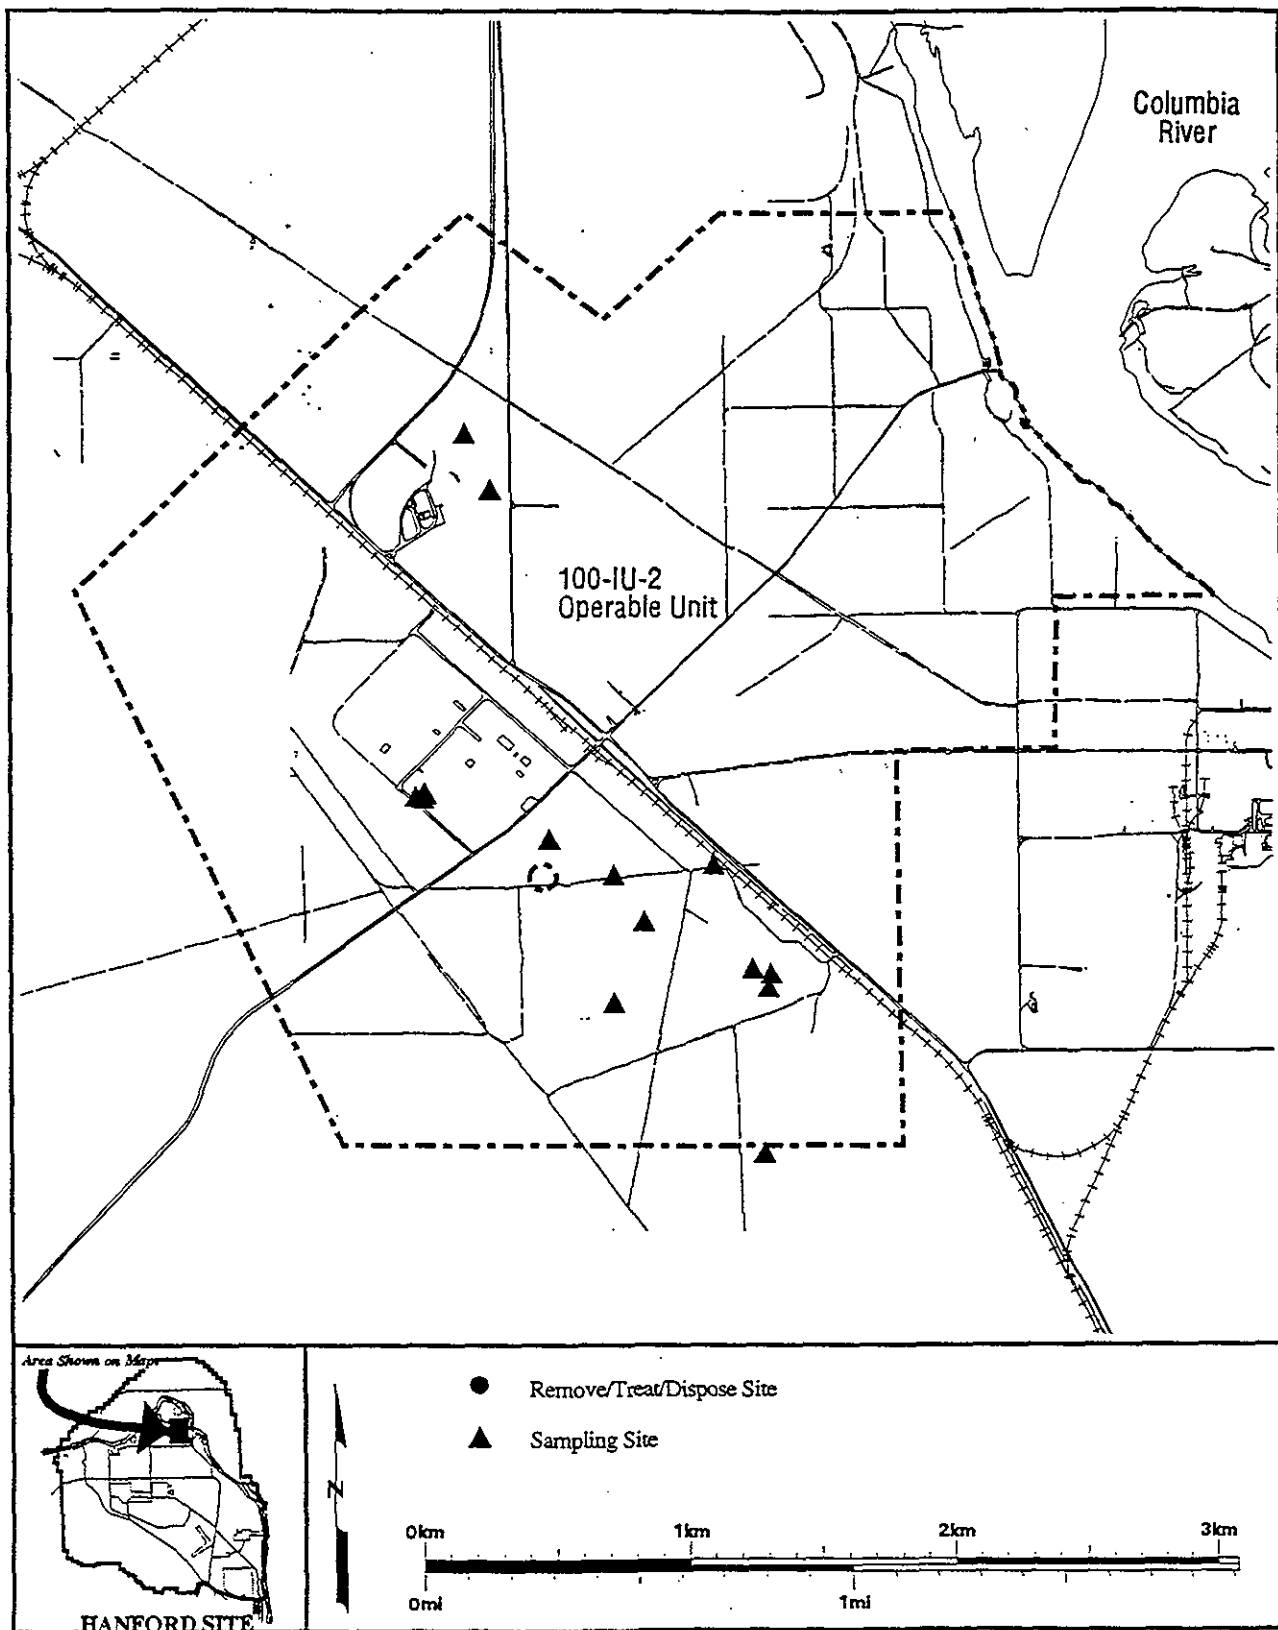 Columbia
River
100-IU-2
Operable Unit
Area Shown on Map
HANFORD SITE
N
Remove/Treat/Dispose Site
Sampling Site
0km 1km 2km 3km
0mi 1mi